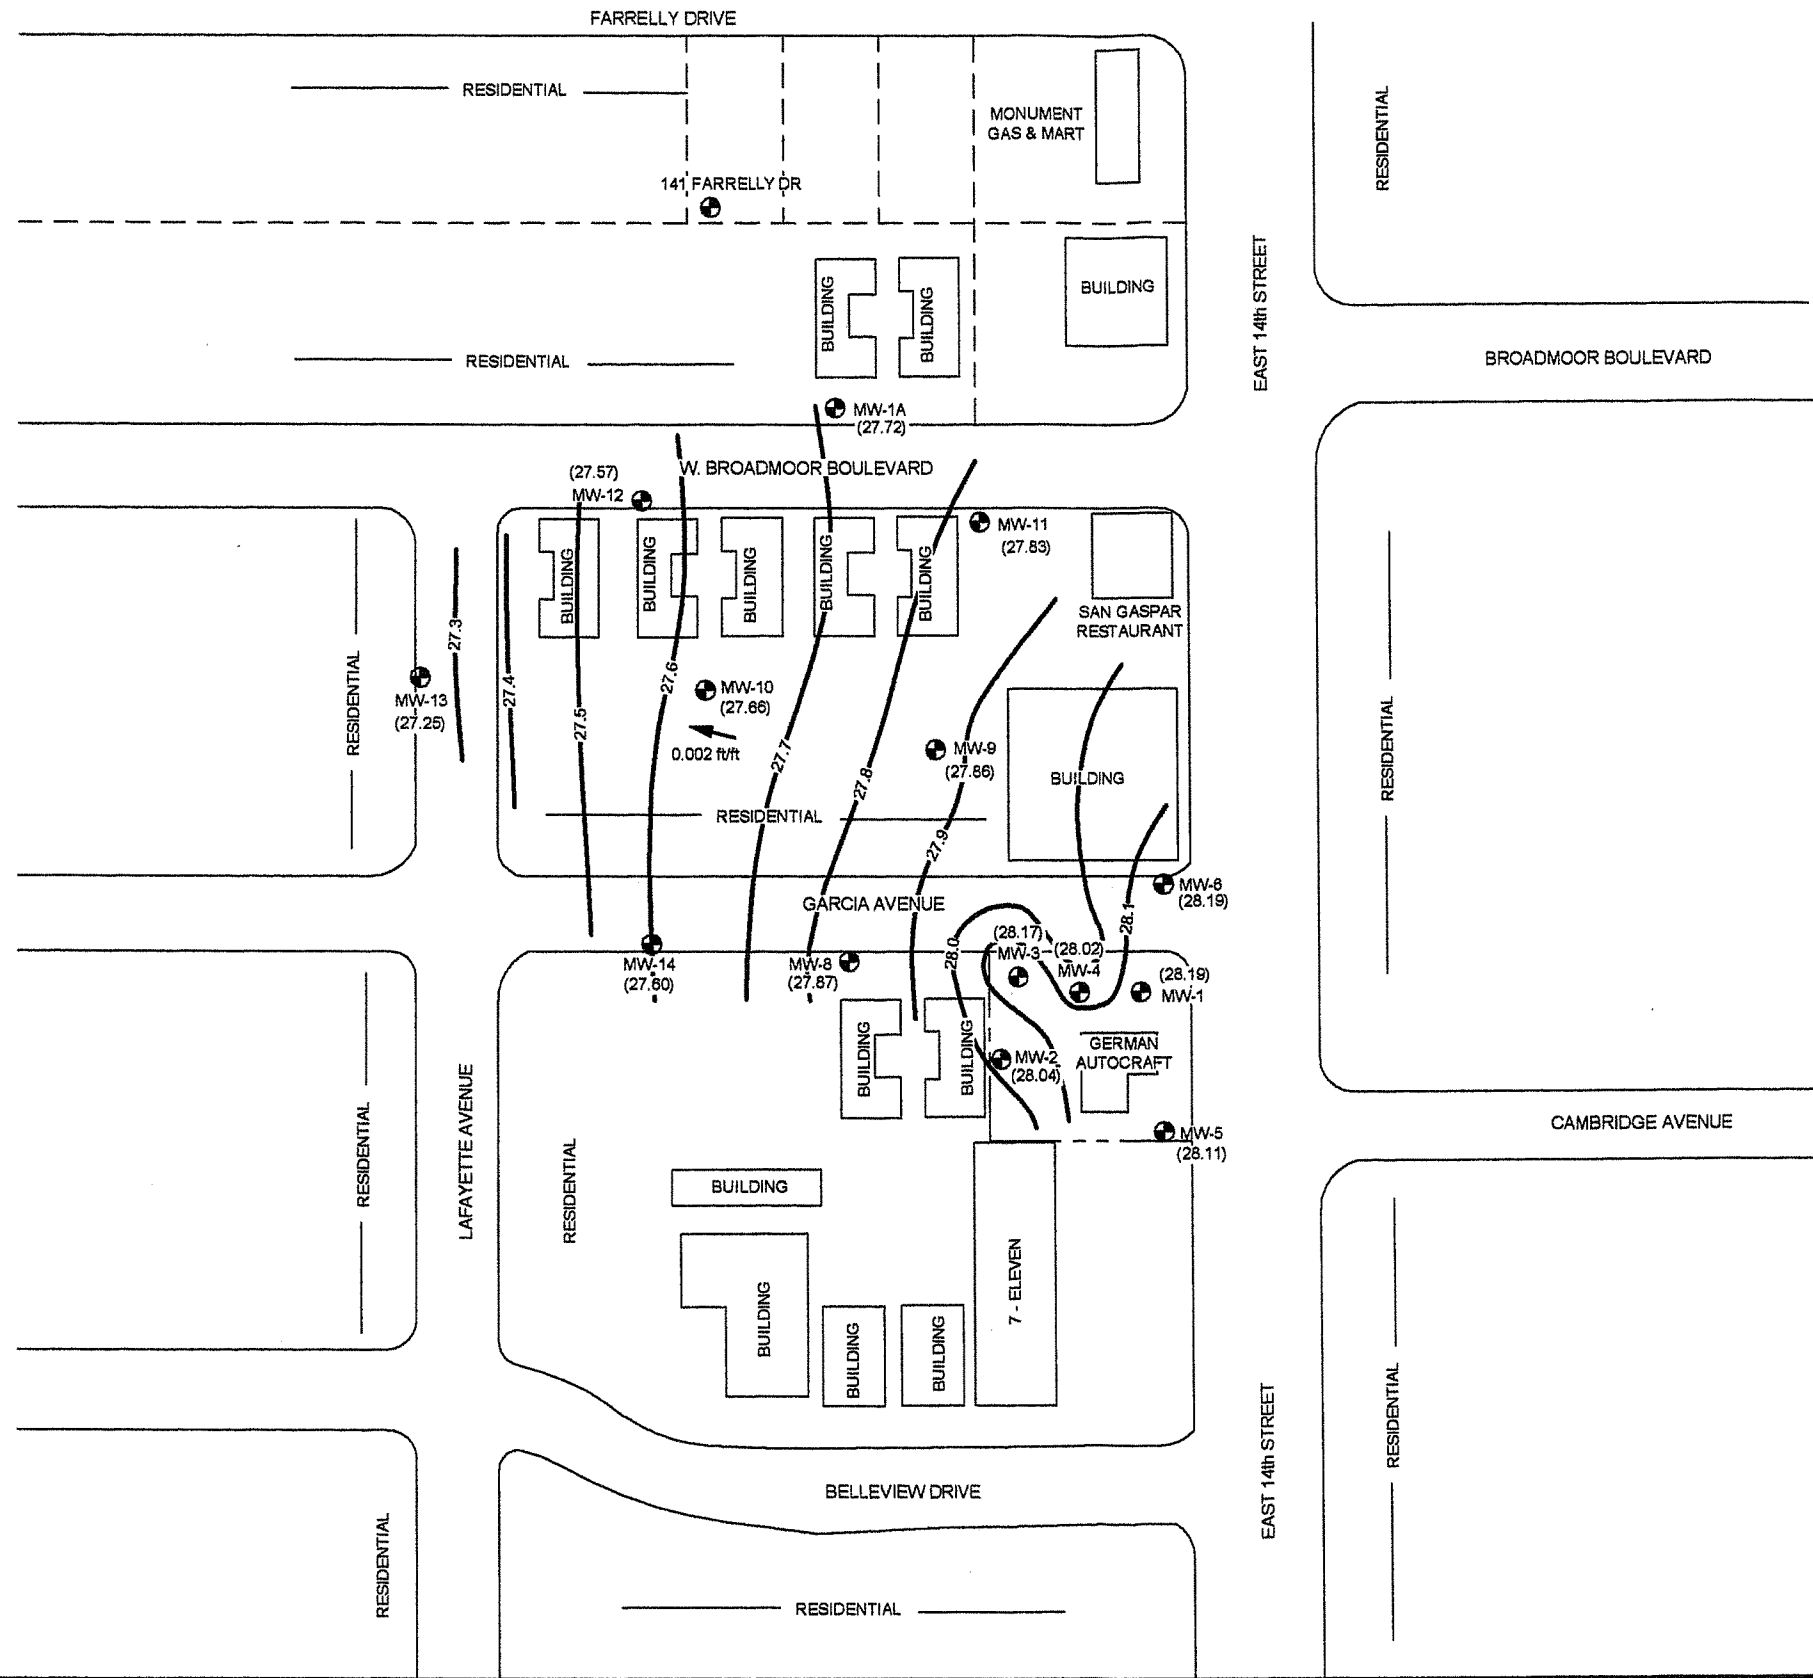 FARRELLY DRIVE
RESIDENTIAL
MONUMENT
GAS & MART
RESIDENTIAL
141 FARRELLY DR
BUILDING
BUILDING
BUILDING
EAST 14th STREET
BROADMOOR BOULEVARD
RESIDENTIAL
MW-1A
(27.72)
W. BROADMOOR BOULEVARD
(27.57)
MW-12
MW-11
(27.83)
BUILDING
BUILDING
BUILDING
BUILDING
BUILDING
SAN GASPAR
RESTAURANT
27.3
27.4
27.5
27.6
27.7
27.8
27.9
28.0
28.1
RESIDENTIAL
MW-13
(27.25)
MW-10
(27.66)
0.002 ft/ft
MW-9
(27.86)
BUILDING
RESIDENTIAL
RESIDENTIAL
MW-6
(28.19)
GARCIA AVENUE
(28.17)
MW-3
(28.02)
MW-4
(28.19)
MW-1
MW-14
(27.60)
MW-8
(27.87)
BUILDING
BUILDING
MW-2
(28.04)
GERMAN
AUTOCRAFT
MW-5
(28.11)
CAMBRIDGE AVENUE
LAFAYETTE AVENUE
RESIDENTIAL
RESIDENTIAL
BUILDING
BUILDING
BUILDING
BUILDING
7 - ELEVEN
EAST 14th STREET
RESIDENTIAL
BELLEVIEW DRIVE
RESIDENTIAL
RESIDENTIAL